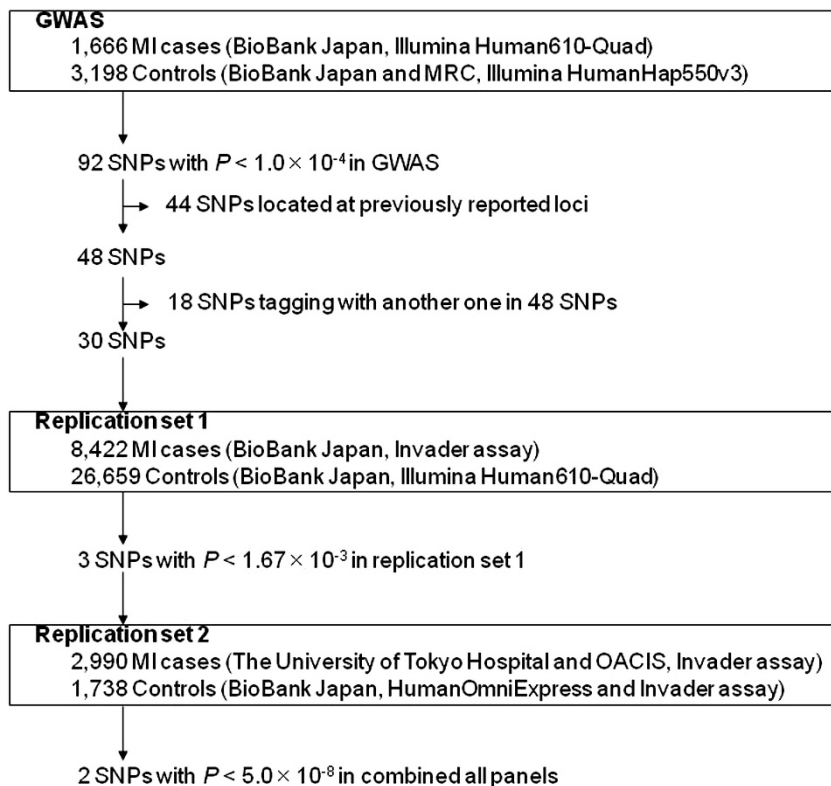 GWAS
1,666 MI cases (BioBank Japan, Illumina Human610-Quad)
3,198 Controls (BioBank Japan and MRC, Illumina HumanHap550v3)
92 SNPs with P < 1.0 × 10⁻⁴ in GWAS
44 SNPs located at previously reported loci
48 SNPs
18 SNPs tagging with another one in 48 SNPs
30 SNPs
Replication set 1
8,422 MI cases (BioBank Japan, Invader assay)
26,659 Controls (BioBank Japan, Illumina Human610-Quad)
3 SNPs with P < 1.67 × 10⁻³ in replication set 1
Replication set 2
2,990 MI cases (The University of Tokyo Hospital and OACIS, Invader assay)
1,738 Controls (BioBank Japan, HumanOmniExpress and Invader assay)
2 SNPs with P < 5.0 × 10⁻⁸ in combined all panels